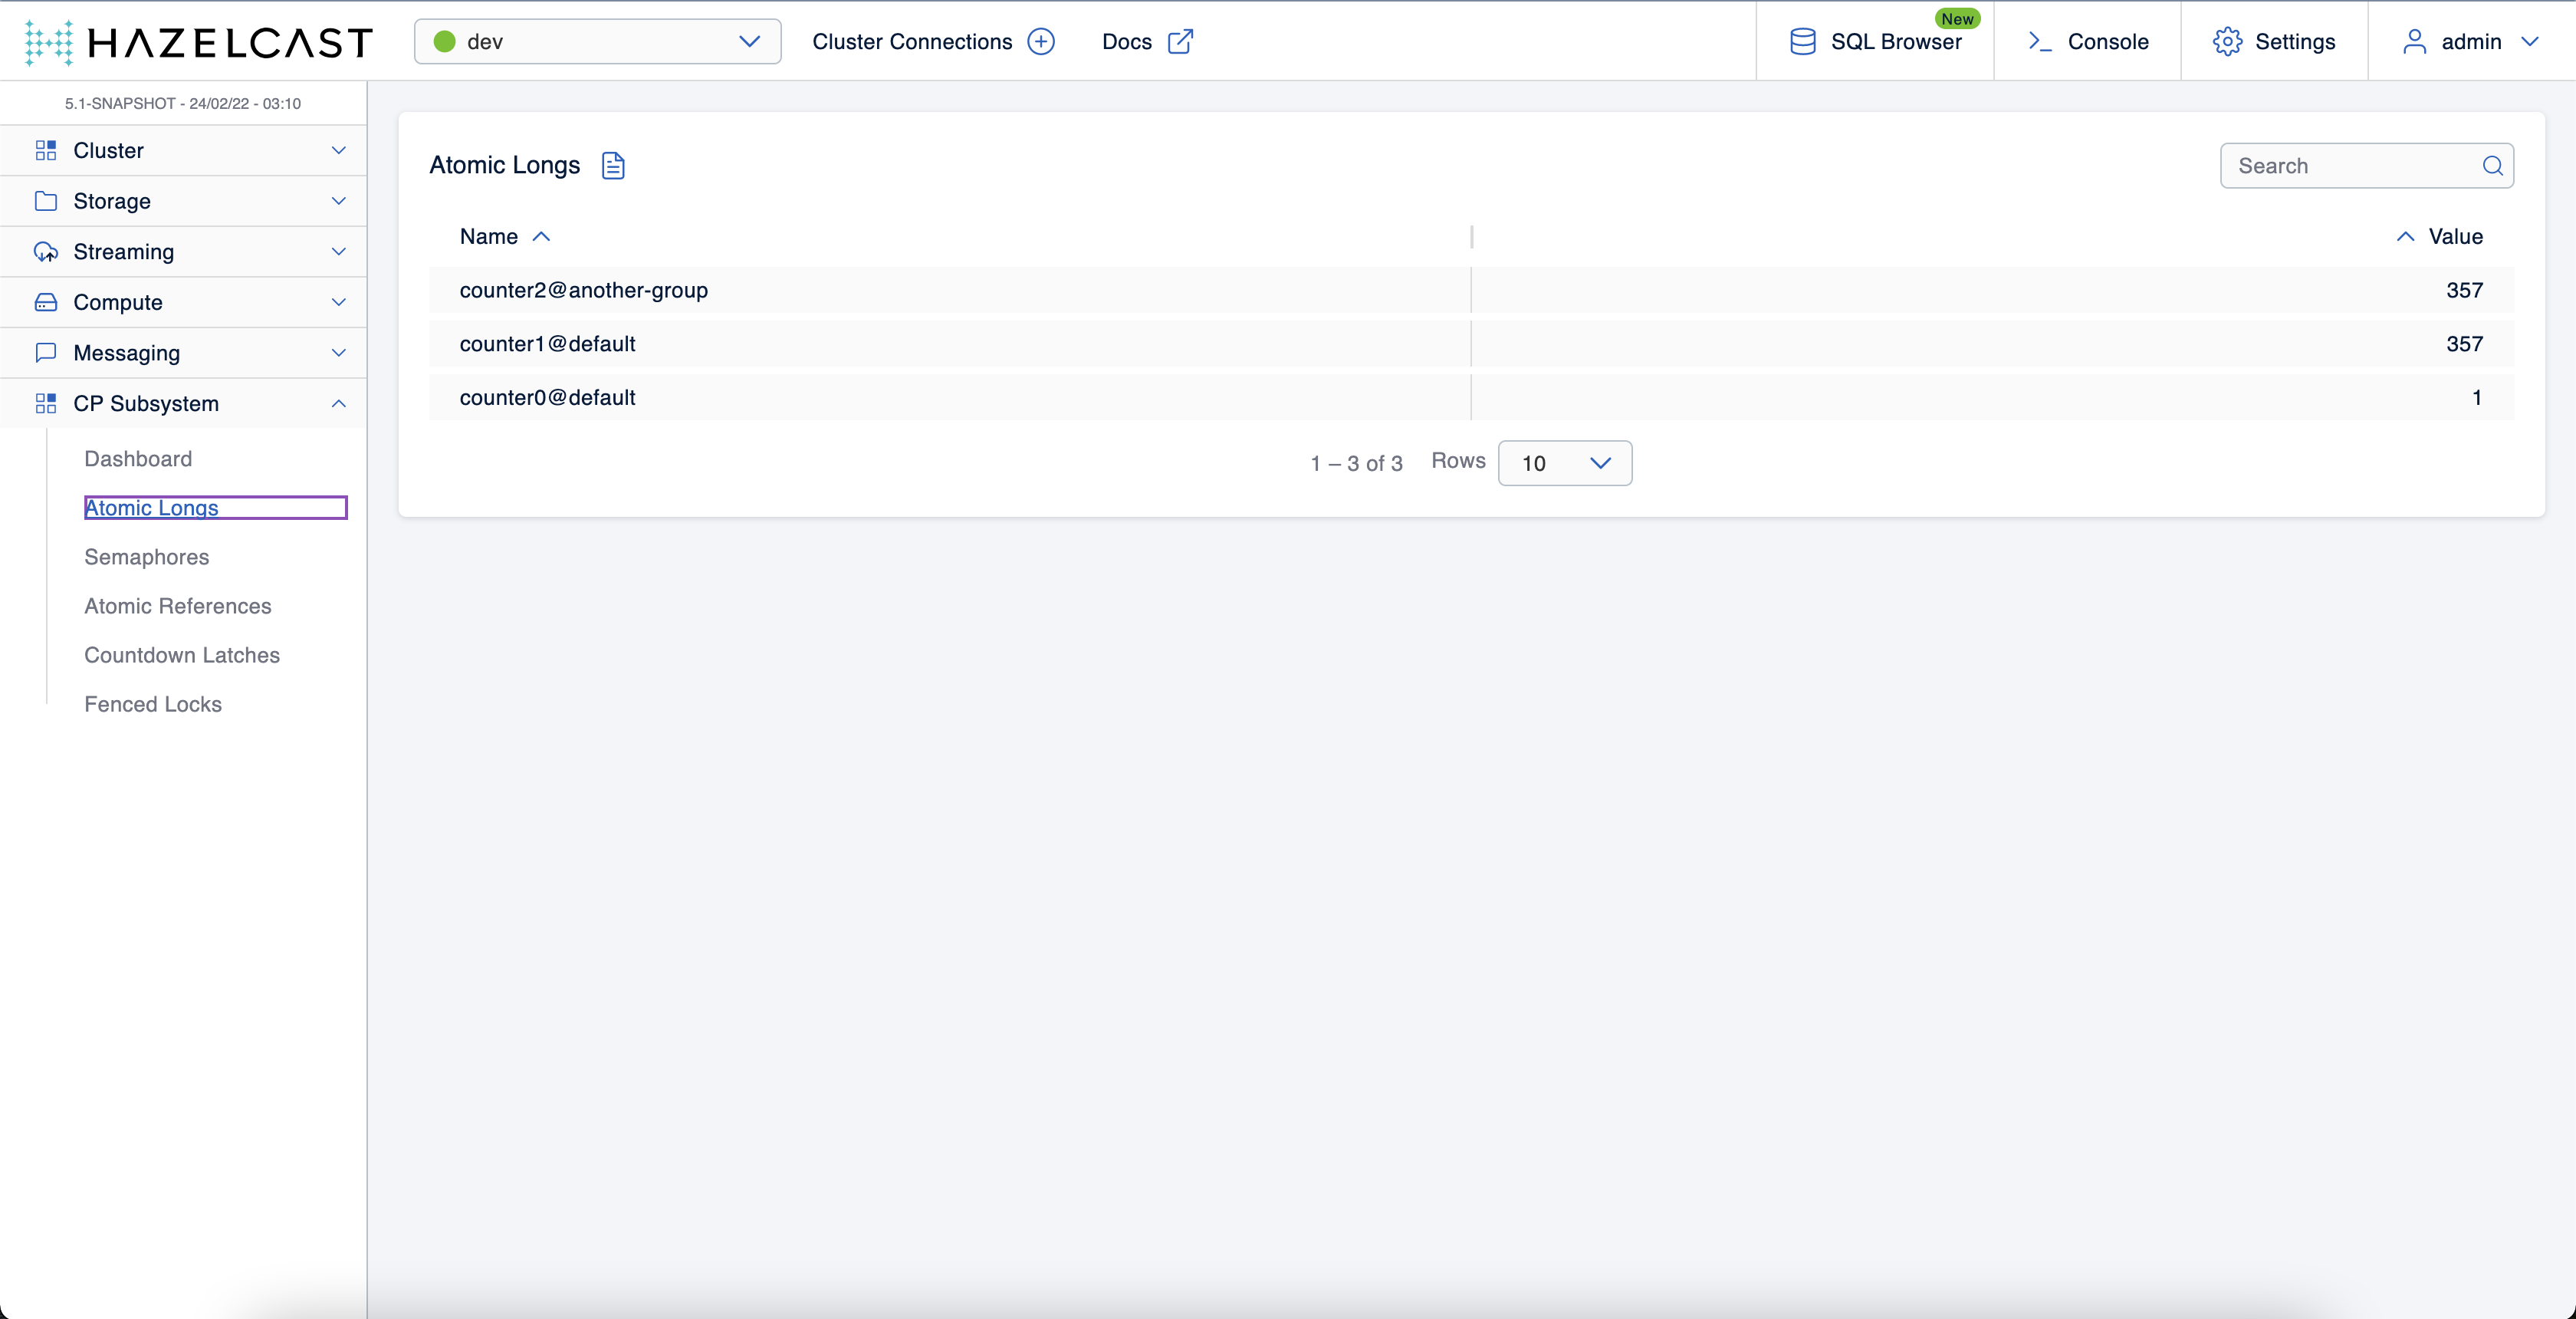 HAZELCAST
dev
Cluster Connections
Docs
New
SQL Browser
Console
Settings
admin
5.1-SNAPSHOT - 24/02/22 - 03:10
Cluster
Storage
Streaming
Compute
Messaging
CP Subsystem
Dashboard
Atomic Longs
Semaphores
Atomic References
Countdown Latches
Fenced Locks
Atomic Longs
Search
Name Value
counter2@another-group 357
counter1@default 357
counter0@default 1
1 – 3 of 3 Rows 10